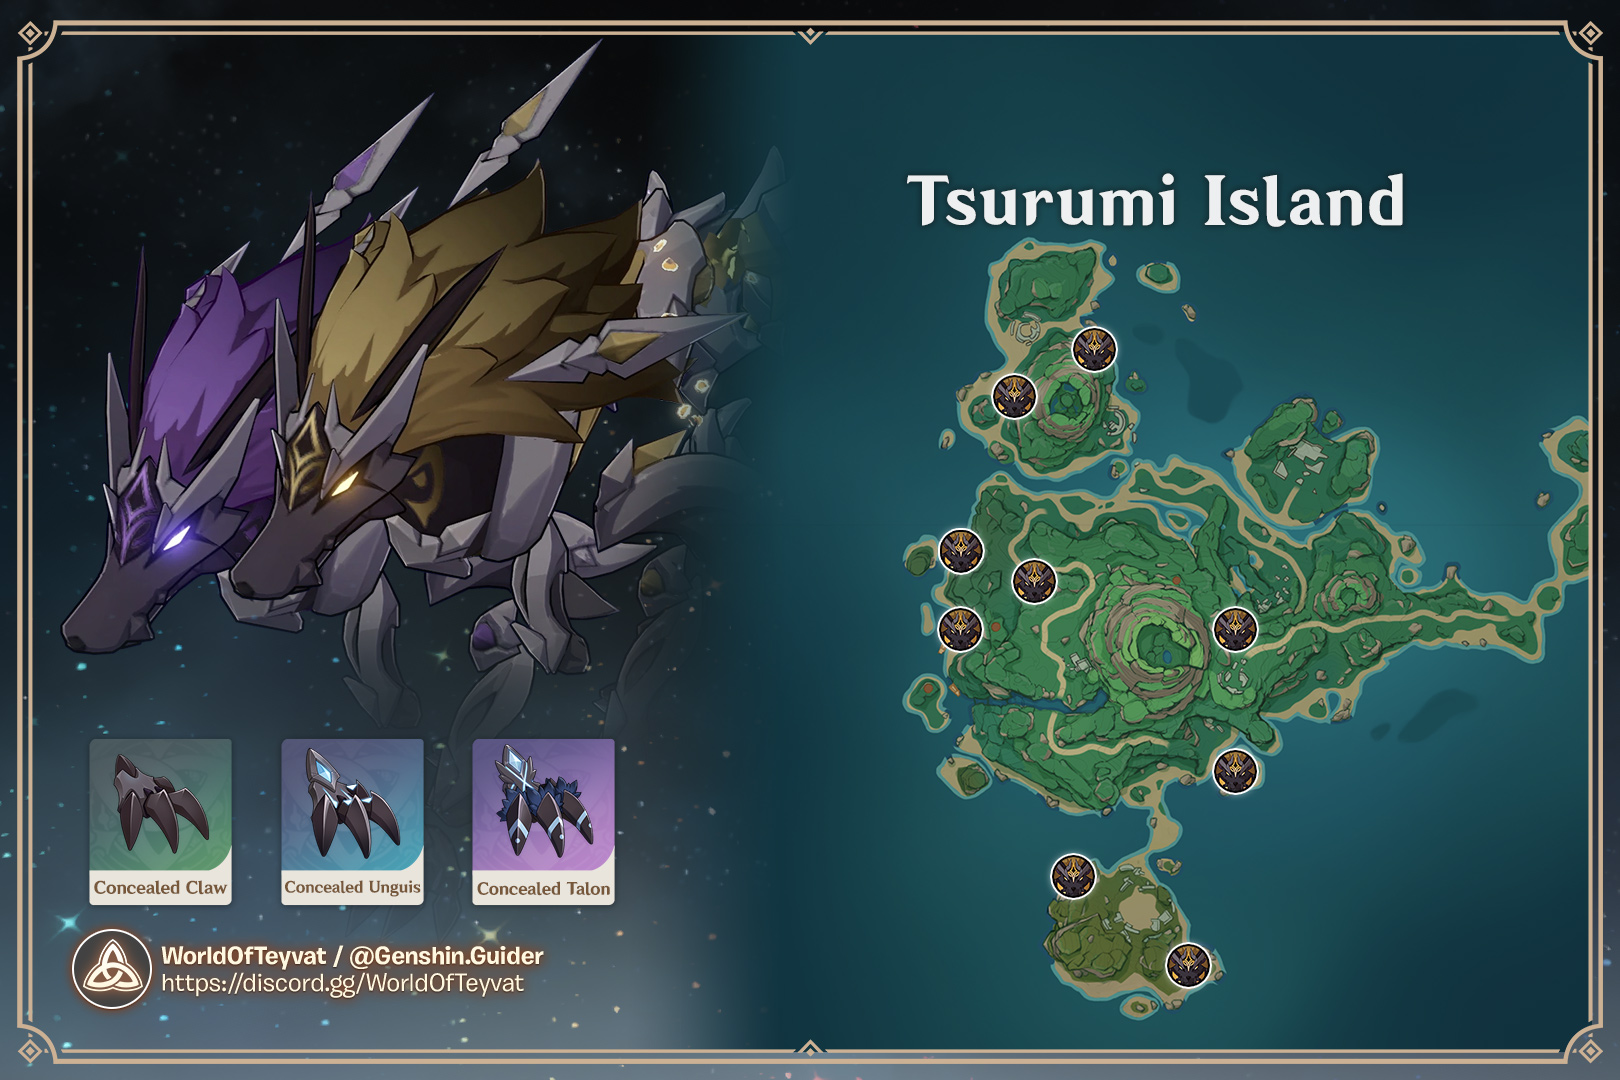 Tsurumi Island
Concealed Claw
Concealed Unguis
Concealed Talon
WorldOfTeyvat / @Genshin.Guider
https://discord.gg/WorldOfTeyvat